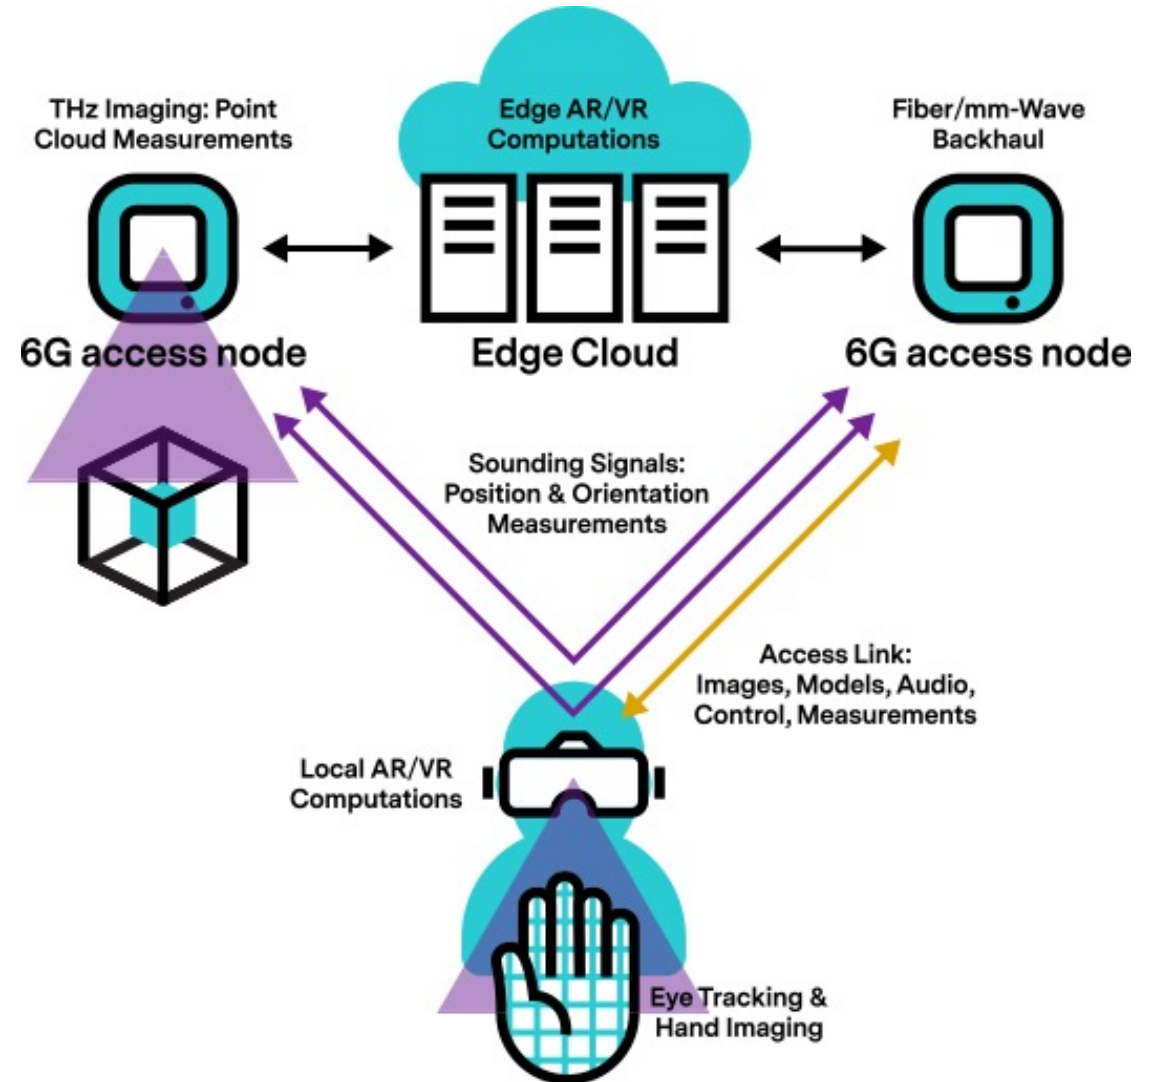 THz Imaging: Point
Cloud Measurements
Edge AR/VR
Computations
Fiber/mm-Wave
Backhaul
6G access node
Edge Cloud
6G access node
Sounding Signals:
Position & Orientation
Measurements
Access Link:
Images, Models, Audio,
Control, Measurements
Local AR/VR
Computations
Eye Tracking &
Hand Imaging